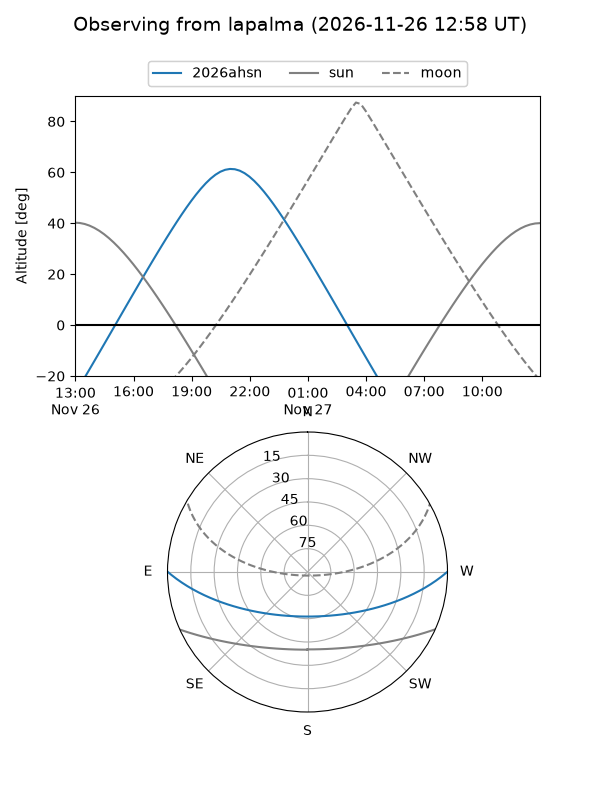 Observing from lapalma (2026-11-26 12:58 UT)
2026ahsn sun moon
Altitude [deg]
80
60
40
20
0
−20
13:00 16:00 19:00 22:00 01:00 04:00 07:00 10:00
Nov 26 Nov 27
N
NE NW
15
30
45
60
75
E W
SE SW
S